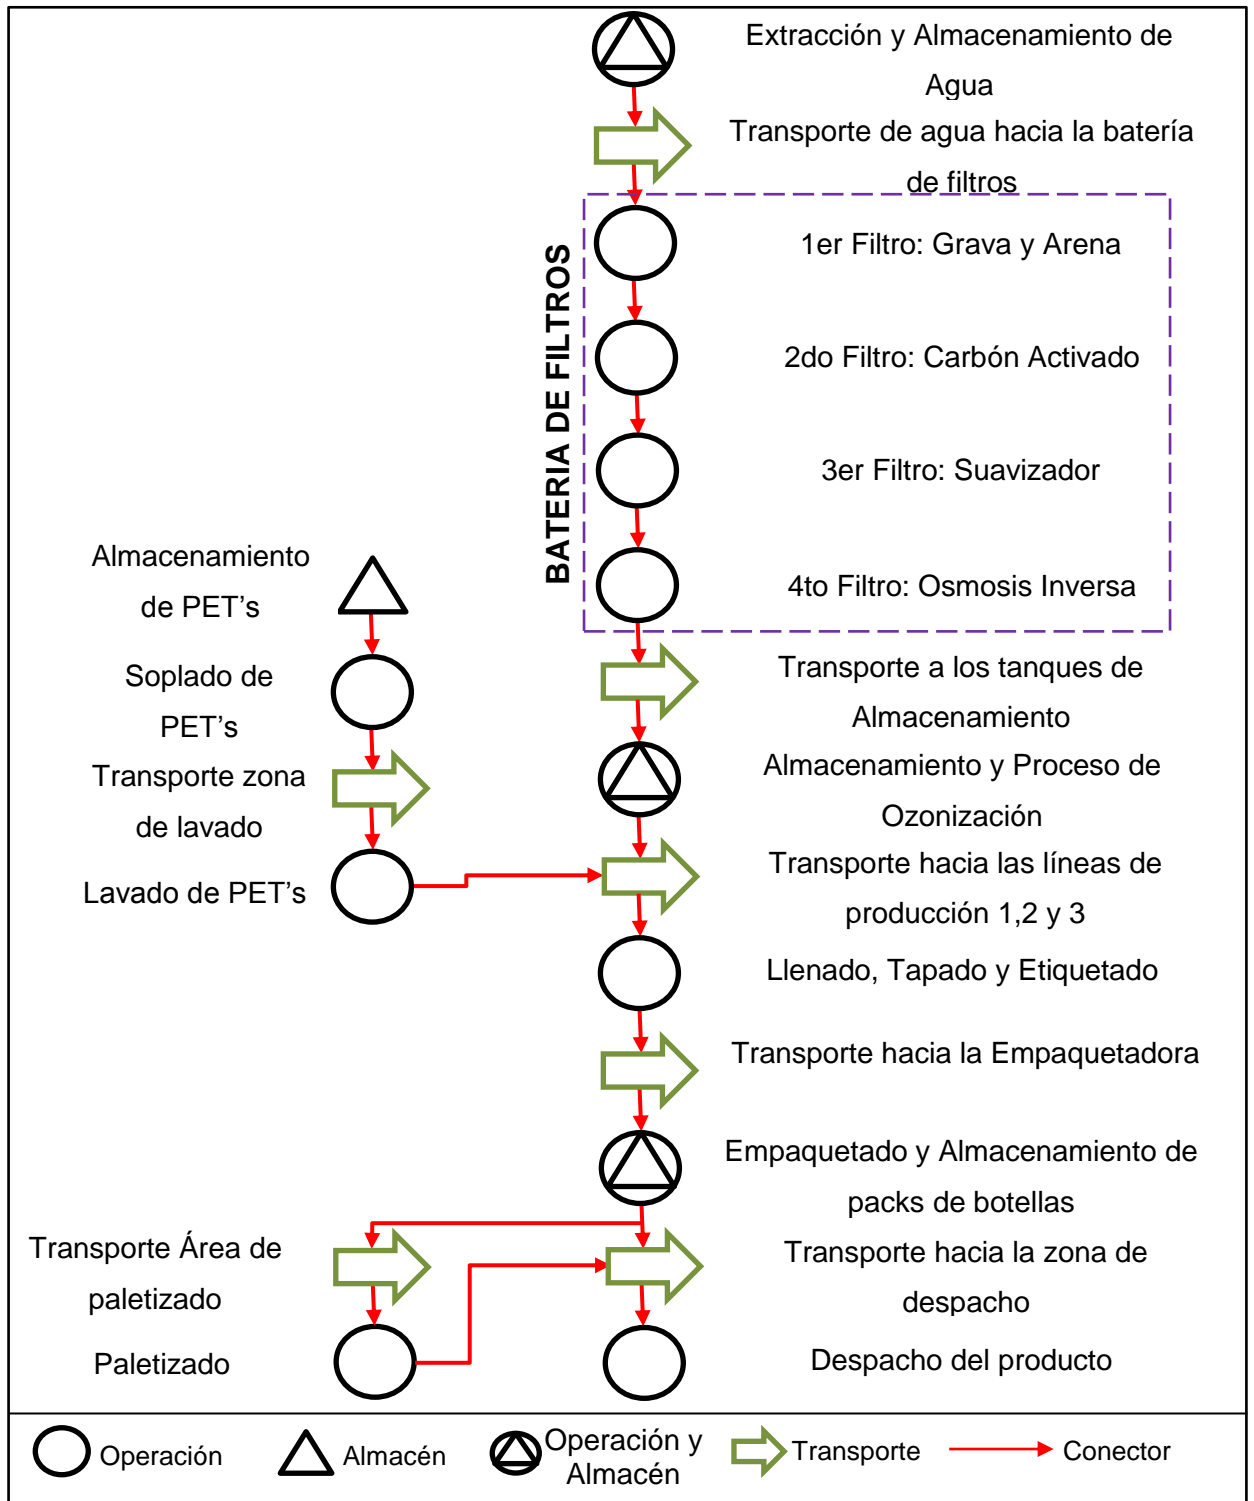 Extracción y Almacenamiento de
Agua
Transporte de agua hacia la batería
de filtros
BATERIA DE FILTROS
1er Filtro: Grava y Arena
2do Filtro: Carbón Activado
3er Filtro: Suavizador
4to Filtro: Osmosis Inversa
Almacenamiento
de PET’s
Soplado de
PET’s
Transporte zona
de lavado
Lavado de PET’s
Transporte a los tanques de
Almacenamiento
Almacenamiento y Proceso de
Ozonización
Transporte hacia las líneas de
producción 1,2 y 3
Llenado, Tapado y Etiquetado
Transporte hacia la Empaquetadora
Empaquetado y Almacenamiento de
packs de botellas
Transporte Área de
paletizado
Paletizado
Transporte hacia la zona de
despacho
Despacho del producto
Operación
Almacén
Operación y
Almacén
Transporte
Conector